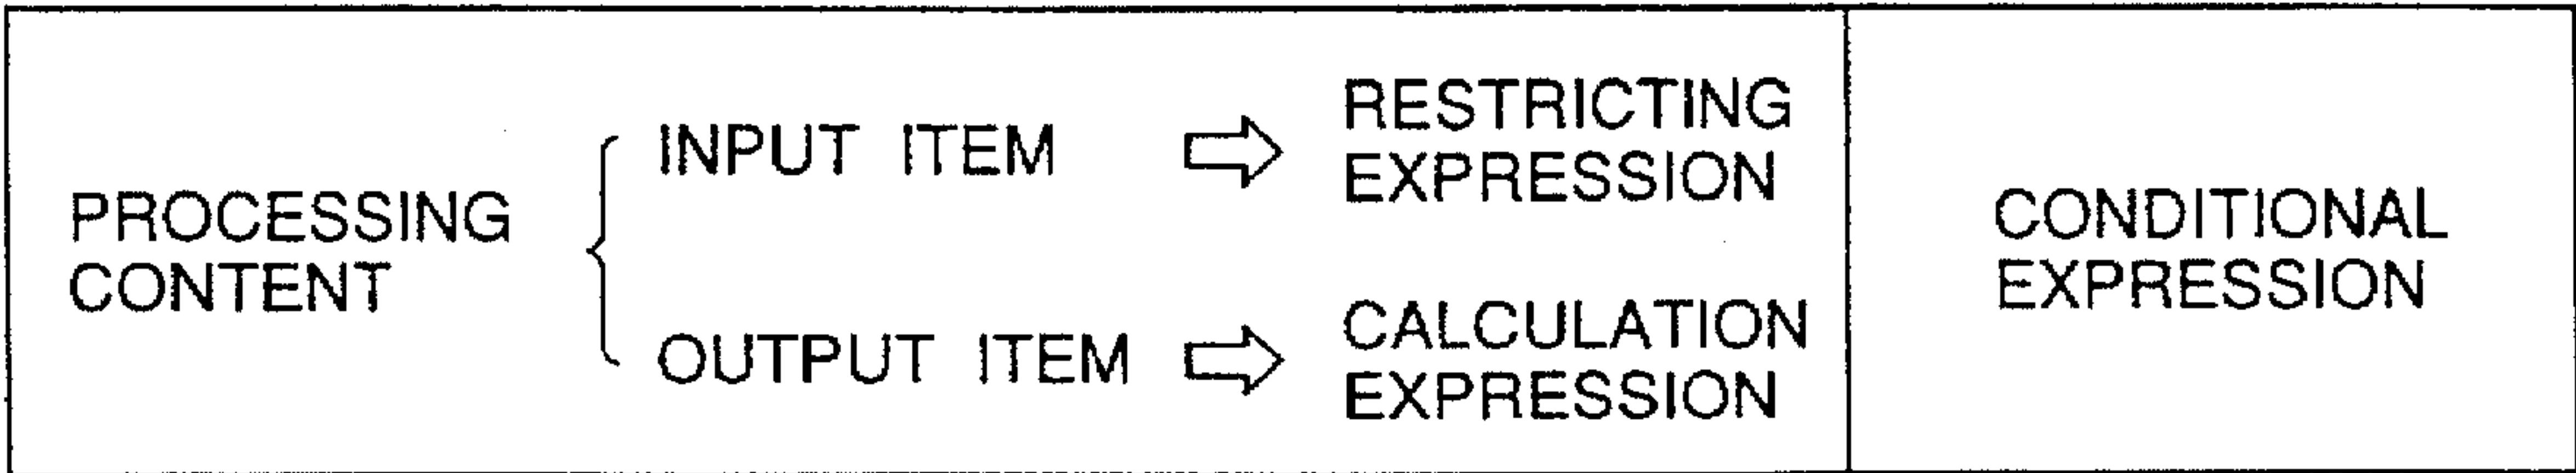 PROCESSING
CONTENT
INPUT ITEM
RESTRICTING
EXPRESSION
OUTPUT ITEM
CALCULATION
EXPRESSION
CONDITIONAL
EXPRESSION